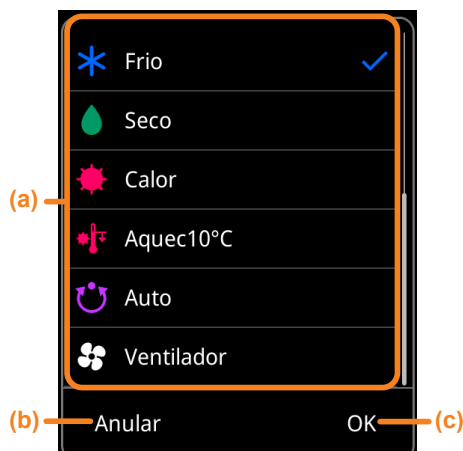 Frio
Seco
Calor
(a)
Aquec10°C
Auto
Ventilador
(b) Anular OK (c)